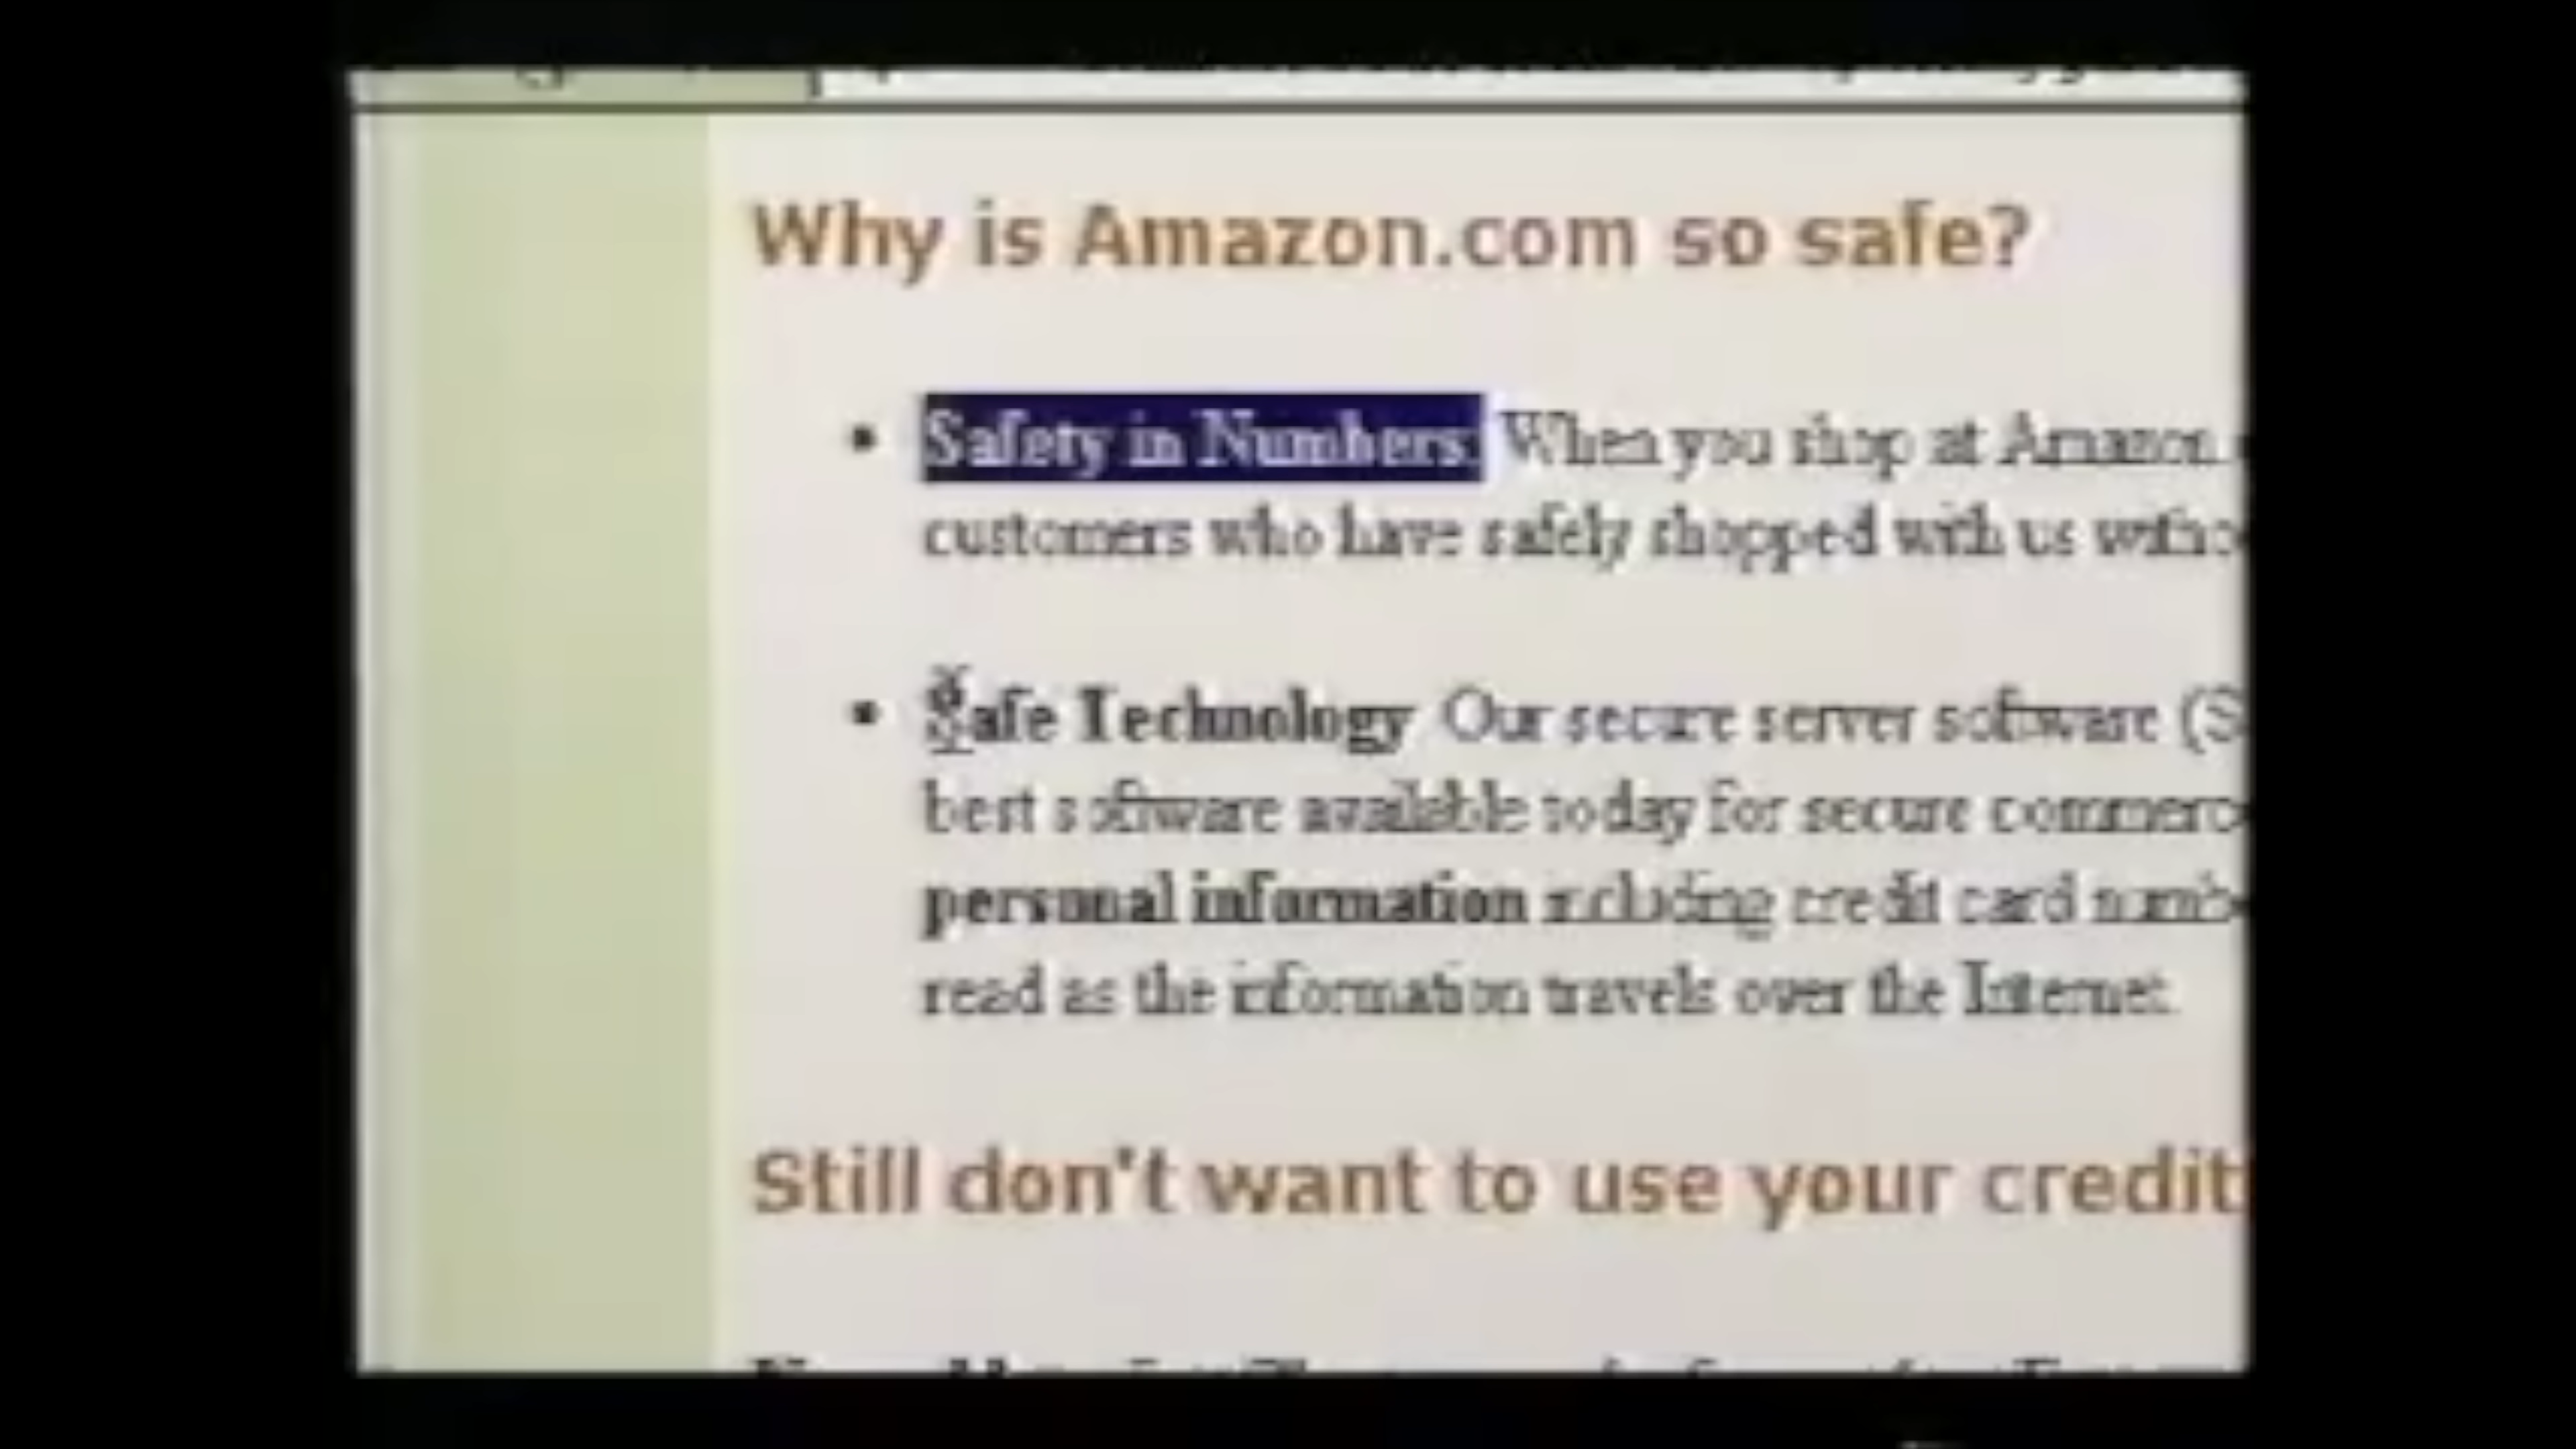 Why is Amazon.com so safe?
• Safety in Numbers: When you shop at Amazon.
customers who have safely shopped with us witho
• Safe Technology Our secure server software (S
best software available today for secure commerc
personal information including credit card numb
read as the information travels over the Internet.
Still don't want to use your credit